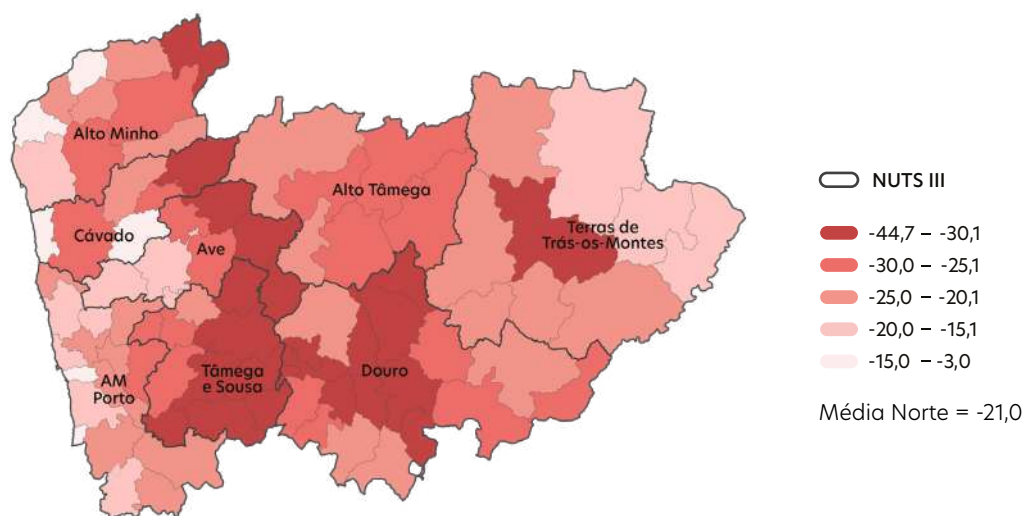 Alto Minho
Alto Tâmega
Terras de
Trás-os-Montes
Cávado
Ave
Tâmega
e Sousa
Douro
AM
Porto
NUTS III
-44,7 – -30,1
-30,0 – -25,1
-25,0 – -20,1
-20,0 – -15,1
-15,0 – -3,0
Média Norte = -21,0